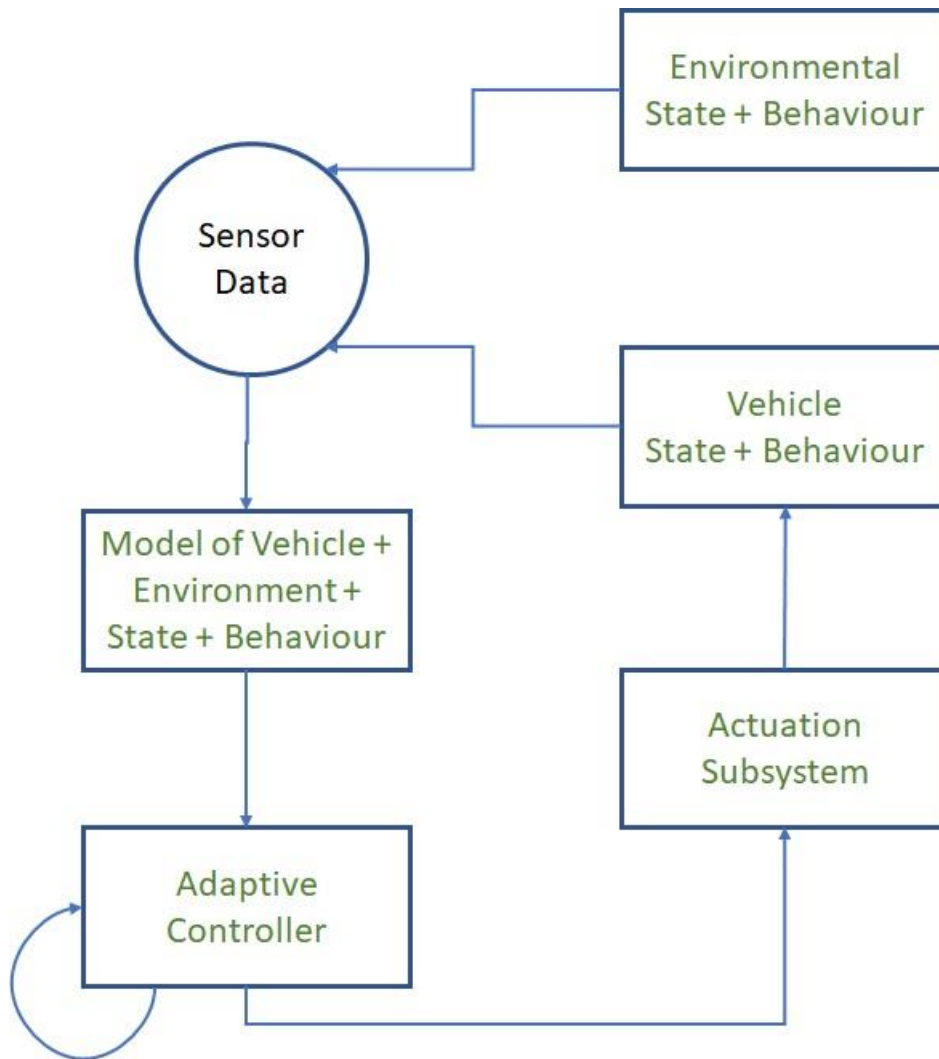 Environmental
State + Behaviour
Sensor
Data
Vehicle
State + Behaviour
Model of Vehicle +
Environment +
State + Behaviour
Actuation
Subsystem
Adaptive
Controller